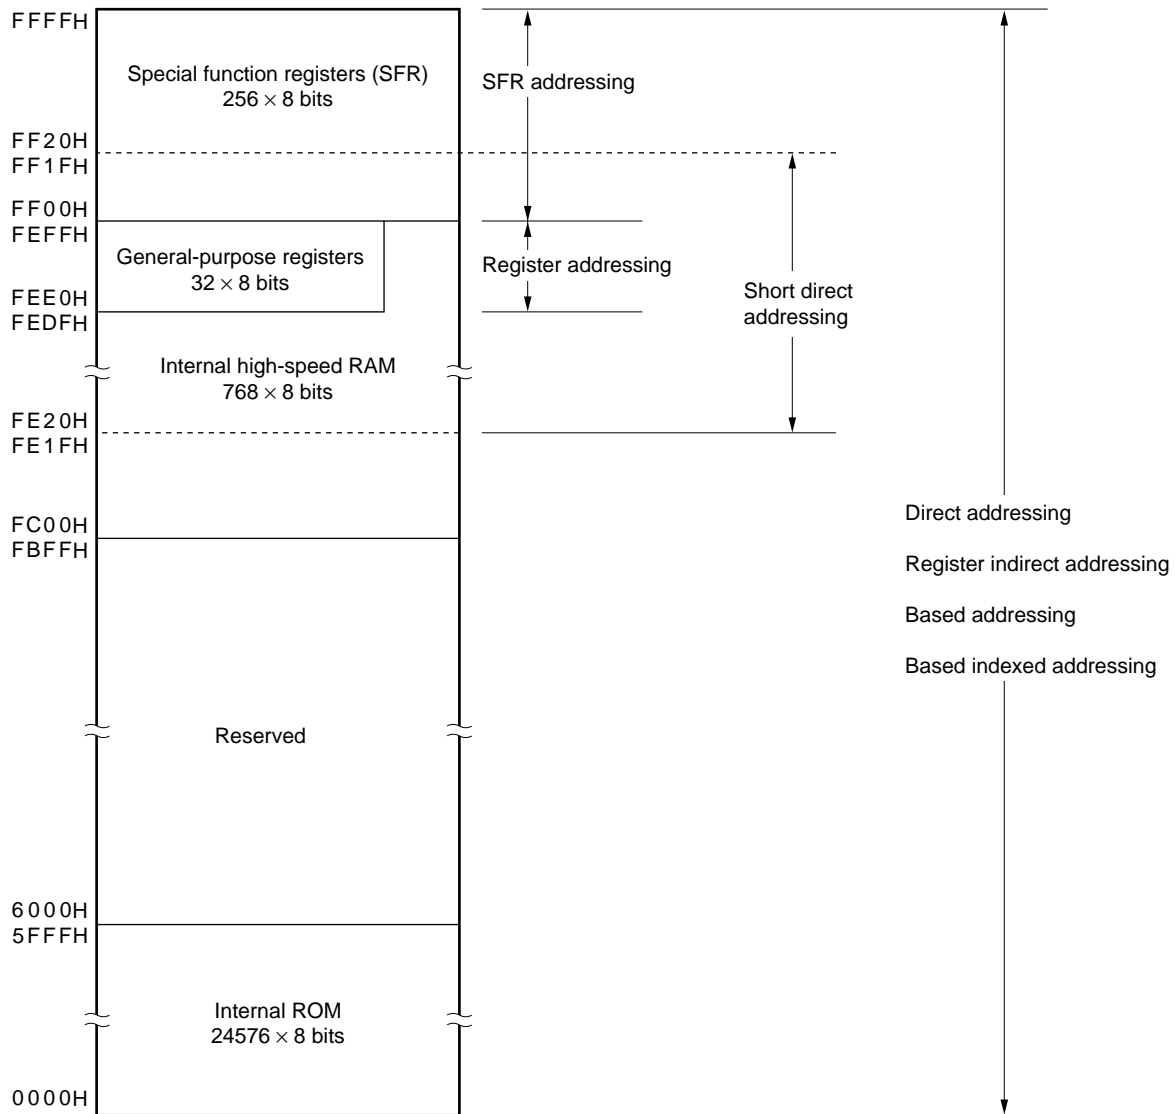 FFFFH
Special function registers (SFR)
256 × 8 bits
SFR addressing
FF20H
FF1FH
FF00H
FEFFH
General-purpose registers
32 × 8 bits
Register addressing
FEE0H
FEDFH
Short direct
addressing
Internal high-speed RAM
768 × 8 bits
FE20H
FE1FH
FC00H
FBFFH
Direct addressing
Register indirect addressing
Based addressing
Based indexed addressing
Reserved
6000H
5FFFH
Internal ROM
24576 × 8 bits
0000H